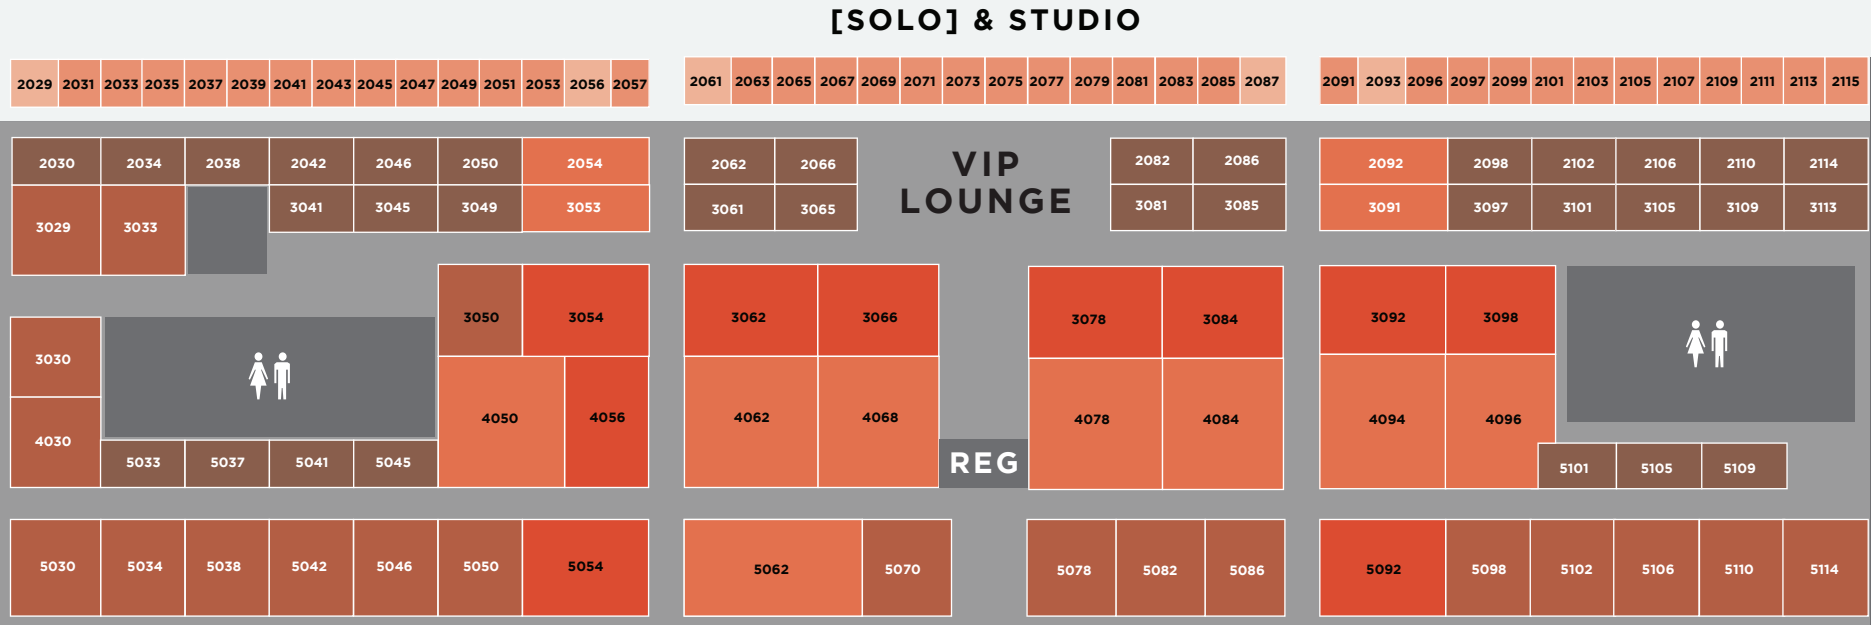 [SOLO] & STUDIO
2029 2031 2033 2035 2037 2039 2041 2043 2045 2047 2049 2051 2053 2056 2057 2061 2063 2065 2067 2069 2071 2073 2075 2077 2079 2081 2083 2085 2087 2091 2093 2096 2097 2099 2101 2103 2105 2107 2109 2111 2113 2115
2030 2034 2038 2042 2046 2050 2054 2062 2066 VIP 2082 2086 2092 2098 2102 2106 2110 2114
3029 3033 3041 3045 3049 3053 3061 3065 LOUNGE 3081 3085 3091 3097 3101 3105 3109 3113
3050 3054 3062 3066 3078 3084 3092 3098
3030
4030 4050 4056 4062 4068 4078 4084 4094 4096
5033 5037 5041 5045 REG 5101 5105 5109
5030 5034 5038 5042 5046 5050 5054 5062 5070 5078 5082 5086 5092 5098 5102 5106 5110 5114